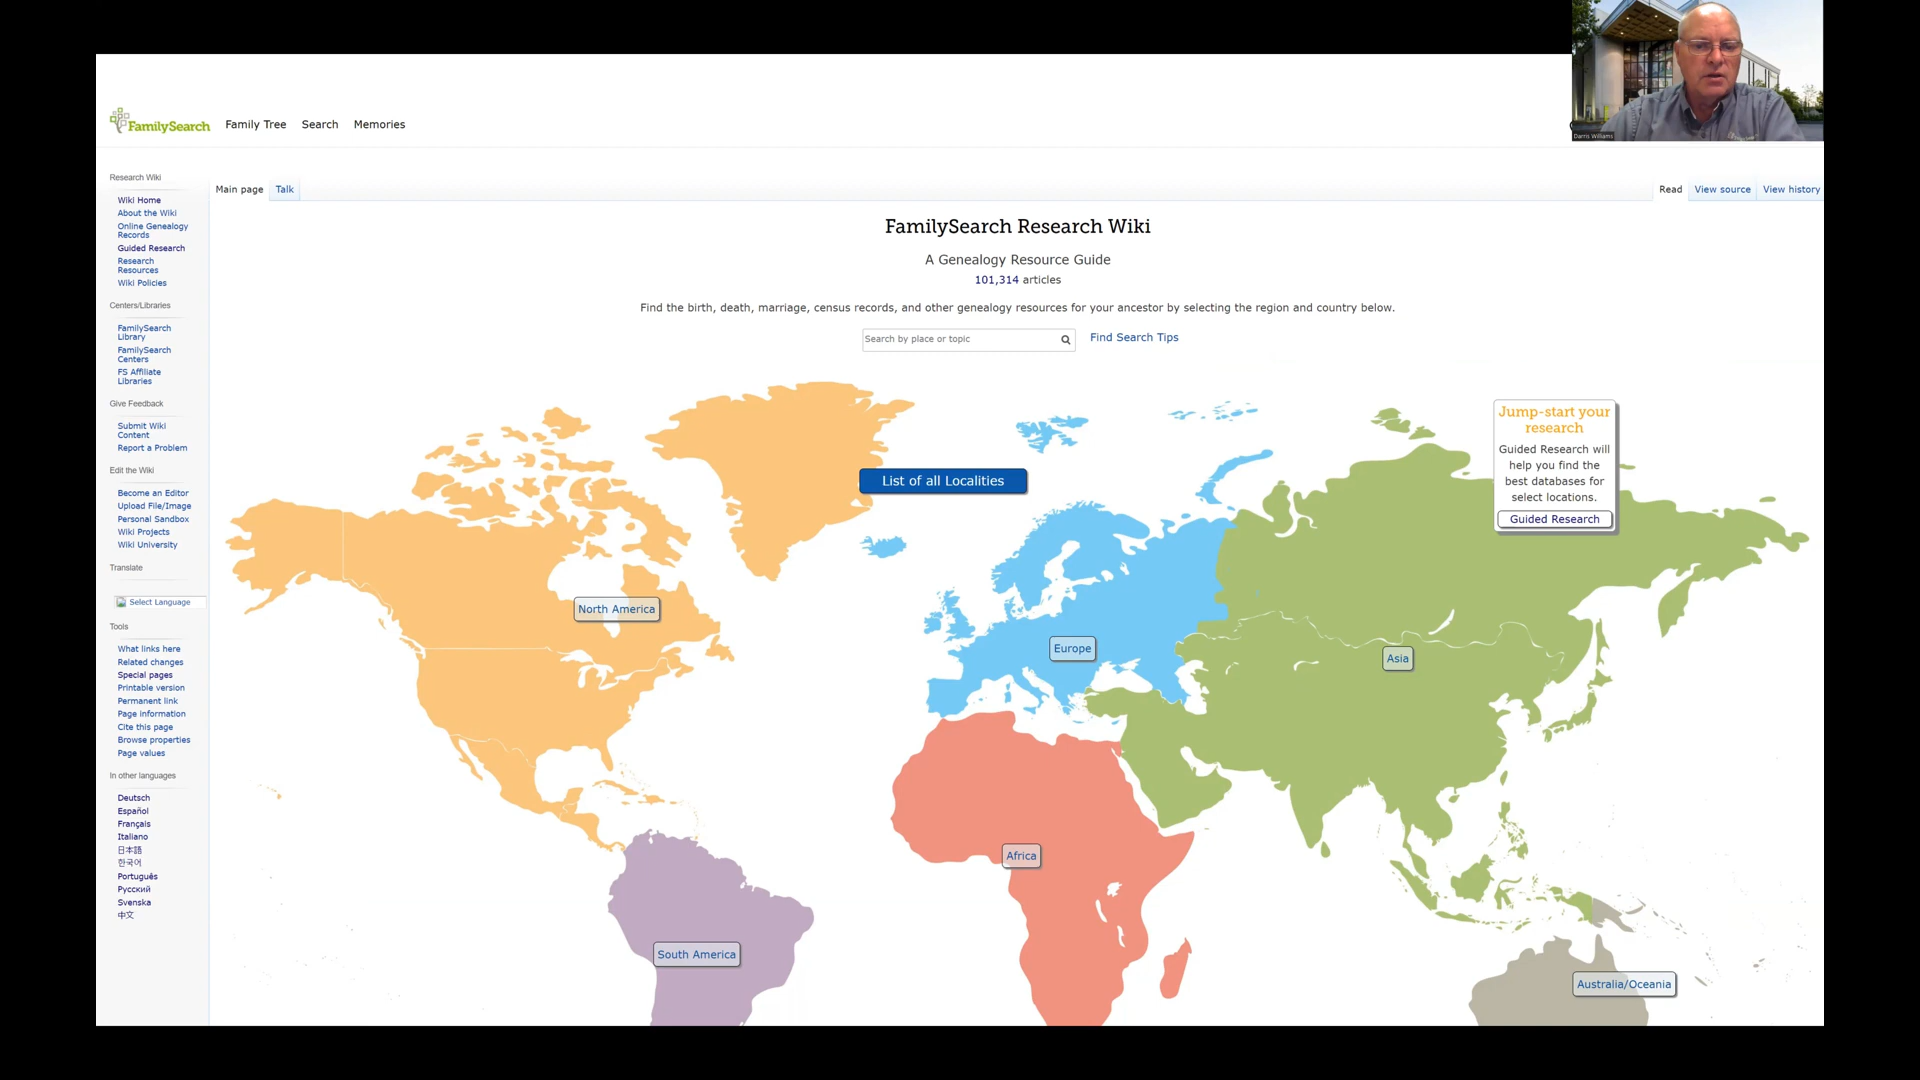 Darris Williams
FamilySearch
Family Tree
Search
Memories
Research Wiki
Wiki Home
About the Wiki
Online Genealogy
Records
Guided Research
Research
Resources
Wiki Policies
Centers/Libraries
FamilySearch
Library
FamilySearch
Centers
FS Affiliate
Libraries
Give Feedback
Submit Wiki
Content
Report a Problem
Edit the Wiki
Become an Editor
Upload File/Image
Personal Sandbox
Wiki Projects
Wiki University
Translate
Select Language
Tools
What links here
Related changes
Special pages
Printable version
Permanent link
Page information
Cite this page
Browse properties
Page values
In other languages
Deutsch
Español
Français
Italiano
日本語
한국어
Português
Русский
Svenska
中文
Main page
Talk
Read
View source
View history
FamilySearch Research Wiki
A Genealogy Resource Guide
101,314 articles
Find the birth, death, marriage, census records, and other genealogy resources for your ancestor by selecting the region and country below.
Search by place or topic
Find Search Tips
Jump-start your
research
Guided Research will
help you find the
best databases for
select locations.
Guided Research
List of all Localities
North America
Europe
Asia
Africa
South America
Australia/Oceania